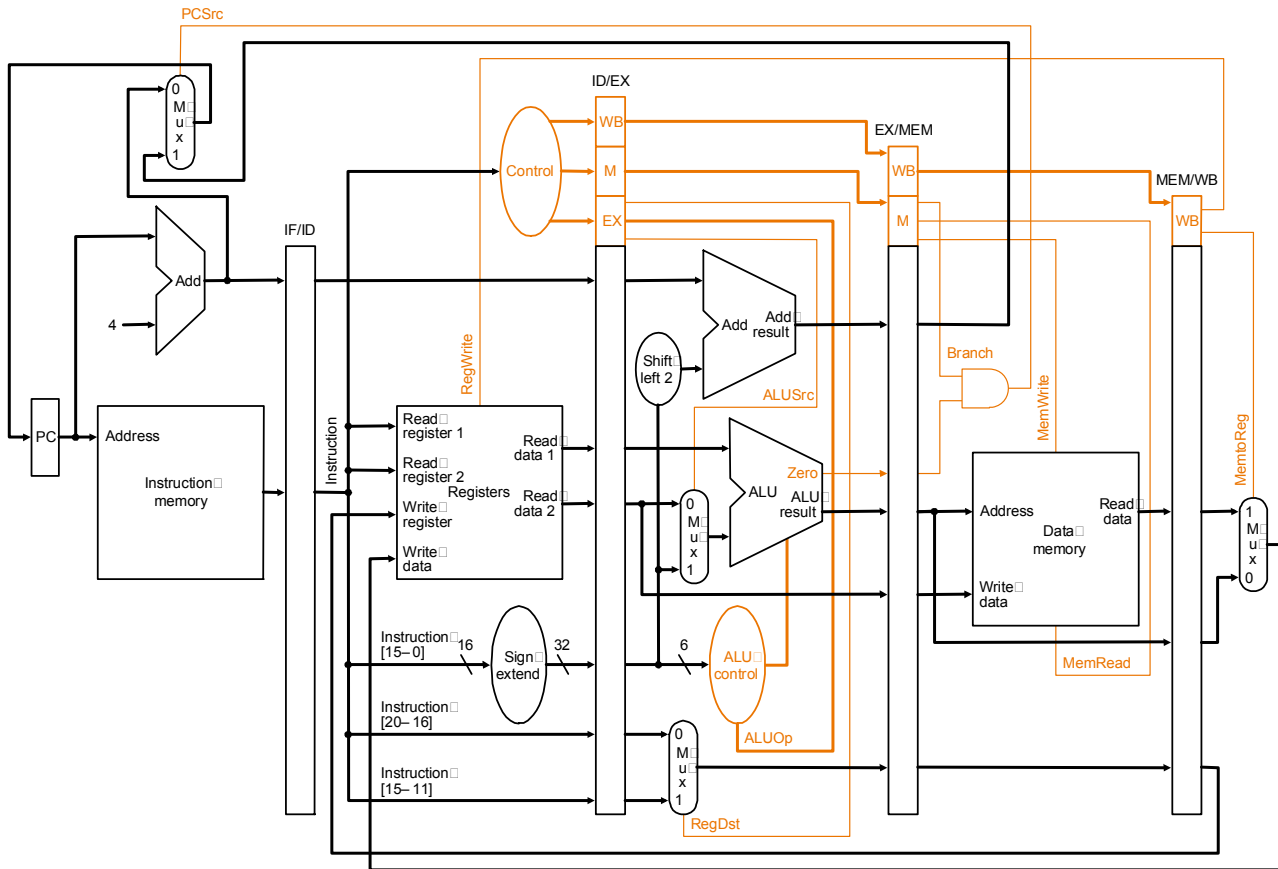 PCSrc
ID/EX
0
M
u
x
1
WB
EX/MEM
Control
M
WB
MEM/WB
EX
M
WB
IF/ID
Add
4
Add
Add
result
Shift
left 2
Branch
RegWrite
ALUSrc
MemWrite
MemtoReg
PC
Address
Instruction
memory
Instruction
Read
register 1
Read
register 2
Registers
Write
register
Write
data
Read
data 1
Read
data 2
0
M
u
x
1
Zero
ALU
ALU
result
Address
Read
data
Data
memory
Write
data
1
M
u
x
0
Instruction
[15–0]
16
Sign
extend
32
6
ALU
control
MemRead
Instruction
[20–16]
0
M
u
x
1
ALUOp
Instruction
[15–11]
RegDst